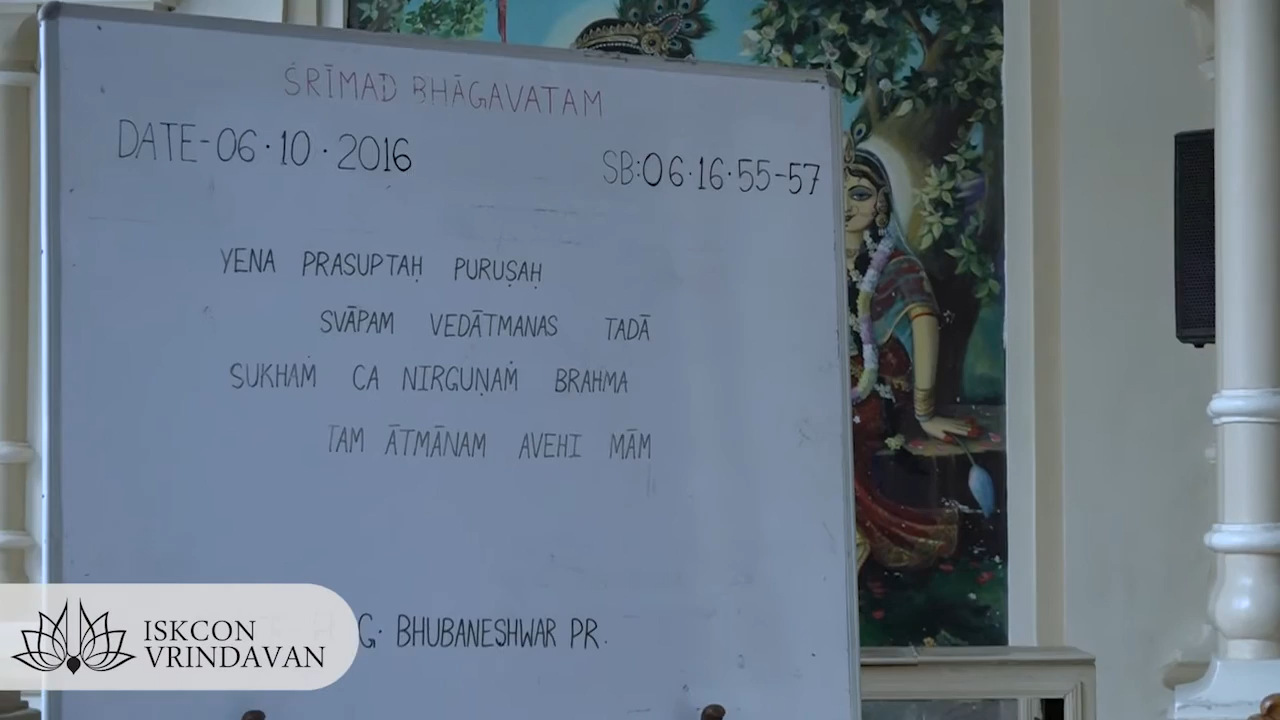 ŚRĪMAD BHĀGAVATAM
DATE-06·10·2016
SB:06·16·55-57
YENA PRASUPTAḤ PURUṢAḤ
SVĀPAM VEDĀTMANAS TADĀ
SUKHAṀ CA NIRGUṆAṀ BRAHMA
TAM ĀTMĀNAM AVEHI MĀM
H. G. BHUBANESHWAR PR.
ISKCON
VRINDAVAN